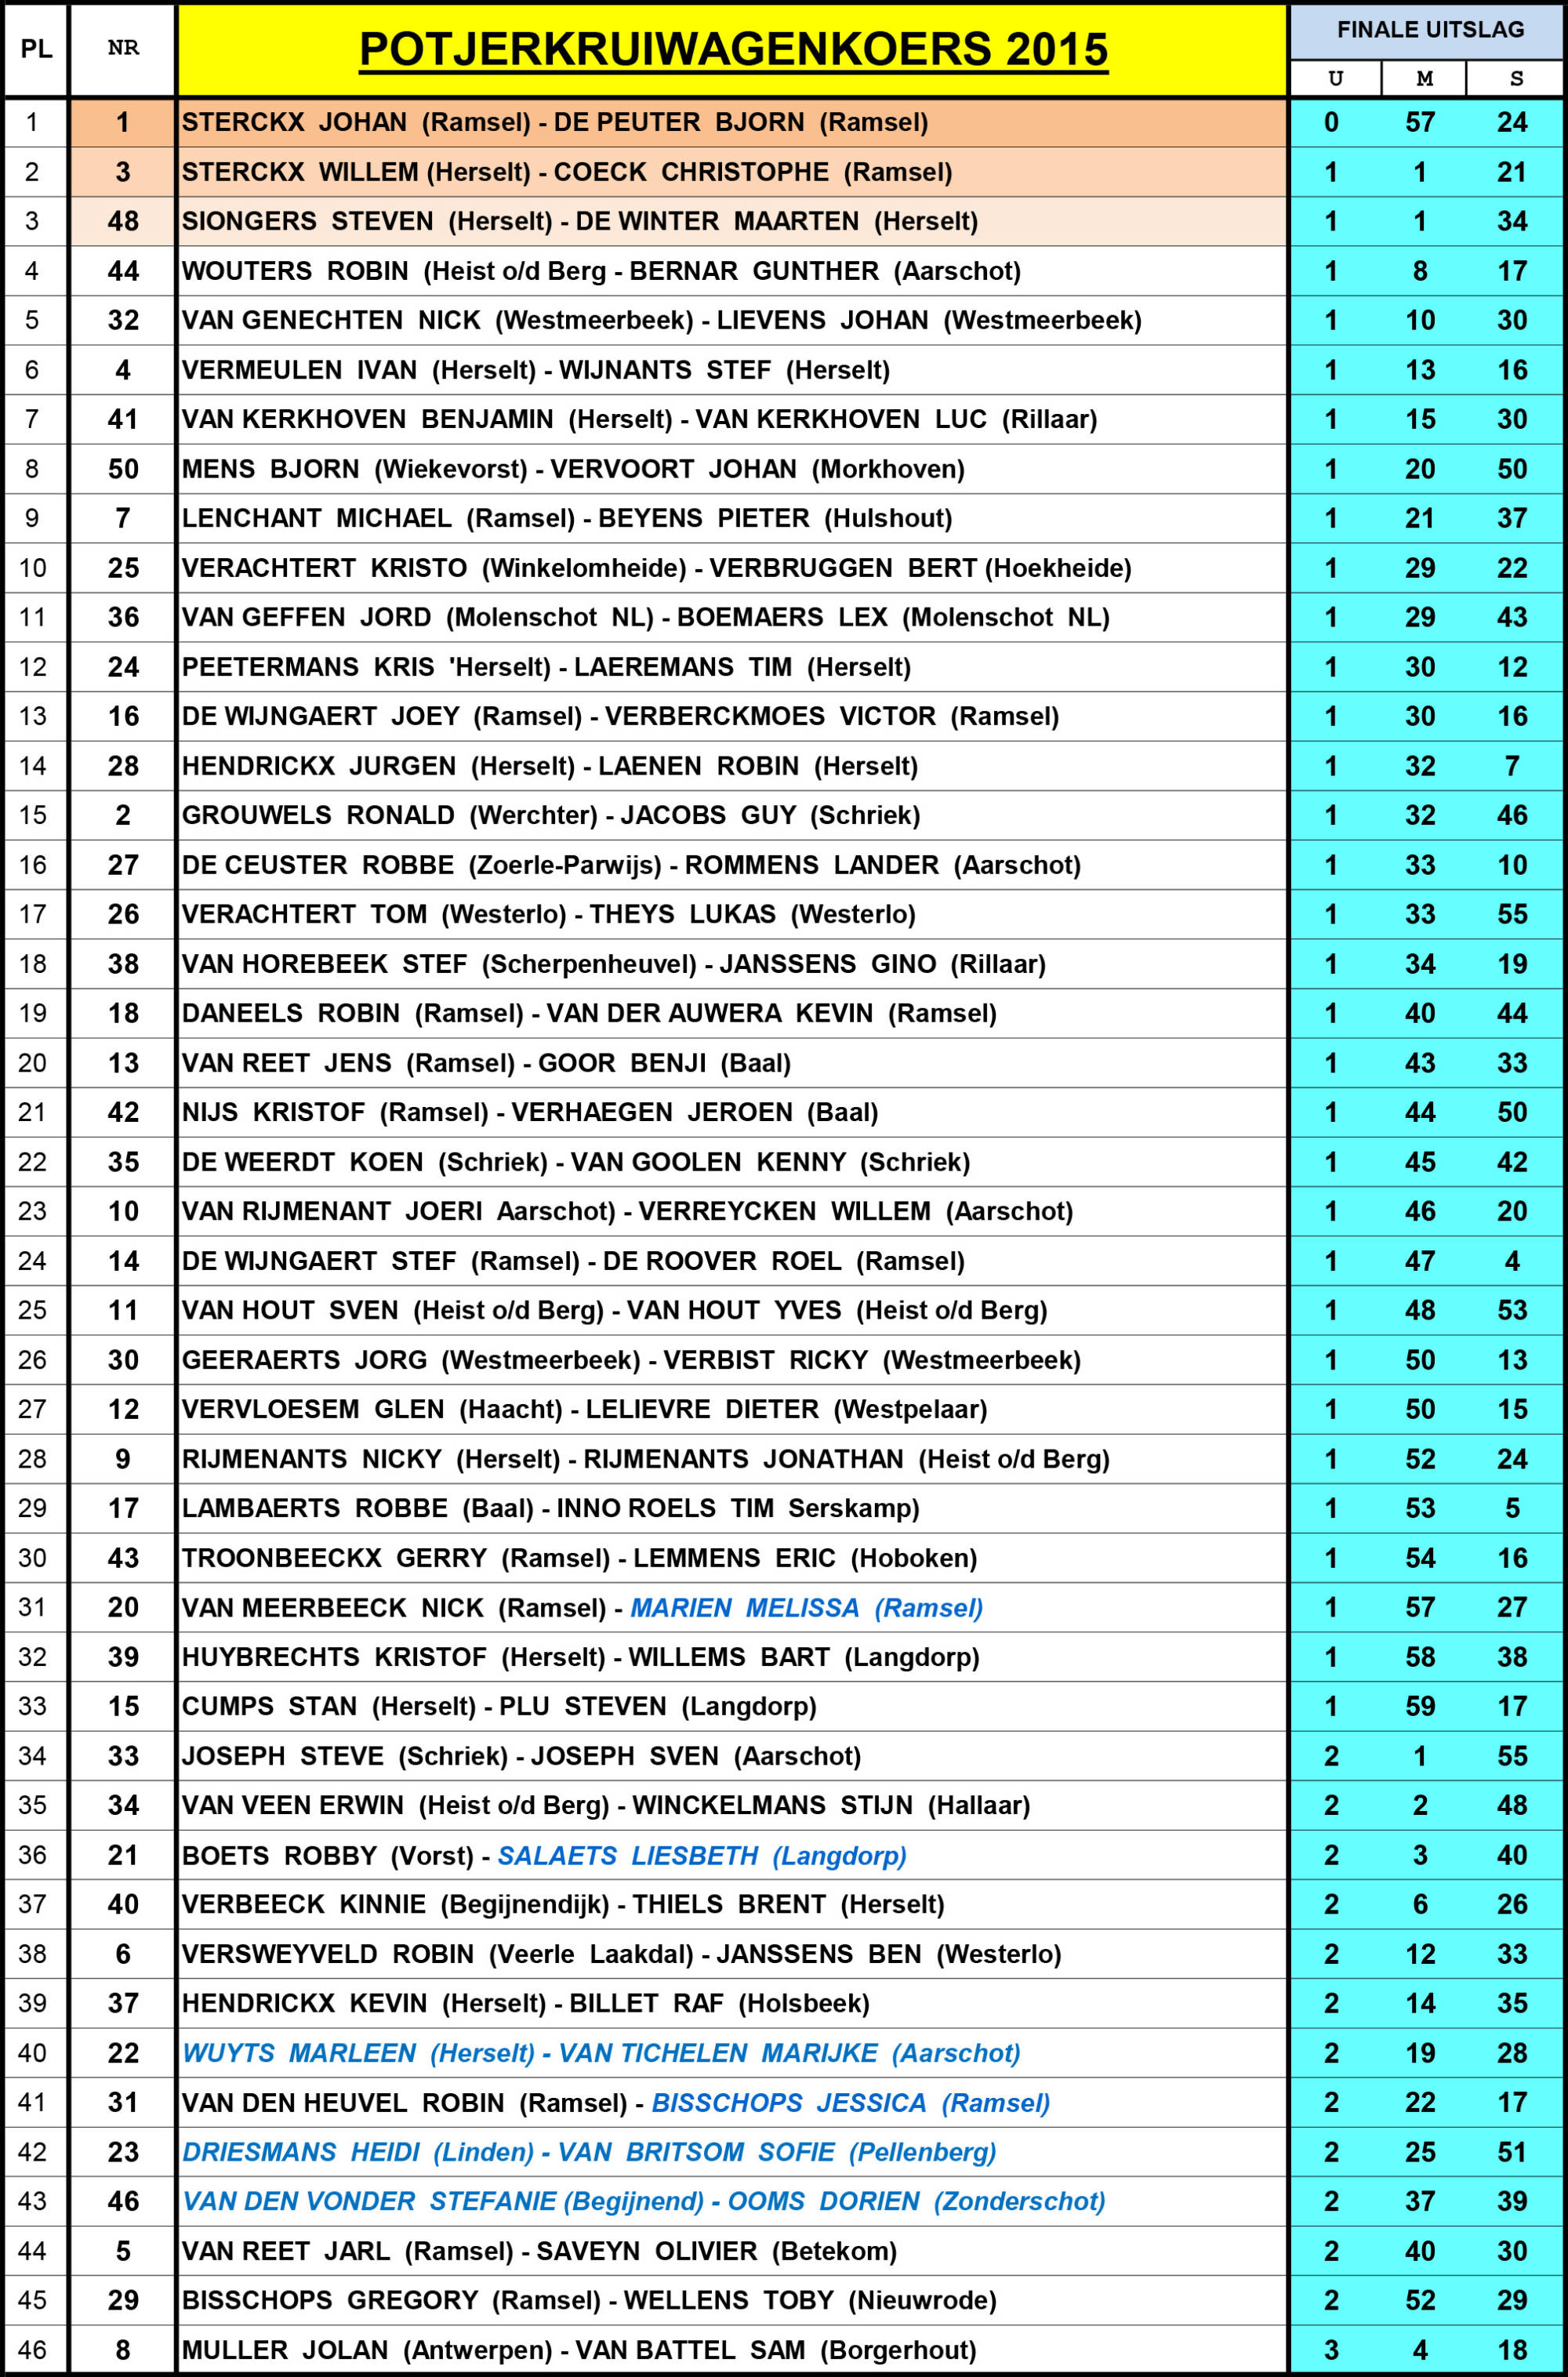 PL NR POTJERKRUIWAGENKOERS 2015 FINALE UITSLAG
U M S
1 1 STERCKX JOHAN (Ramsel) - DE PEUTER BJORN (Ramsel) 0 57 24
2 3 STERCKX WILLEM (Herselt) - COECK CHRISTOPHE (Ramsel) 1 1 21
3 48 SIONGERS STEVEN (Herselt) - DE WINTER MAARTEN (Herselt) 1 1 34
4 44 WOUTERS ROBIN (Heist o/d Berg - BERNAR GUNTHER (Aarschot) 1 8 17
5 32 VAN GENECHTEN NICK (Westmeerbeek) - LIEVENS JOHAN (Westmeerbeek) 1 10 30
6 4 VERMEULEN IVAN (Herselt) - WIJNANTS STEF (Herselt) 1 13 16
7 41 VAN KERKHOVEN BENJAMIN (Herselt) - VAN KERKHOVEN LUC (Rillaar) 1 15 30
8 50 MENS BJORN (Wiekevorst) - VERVOORT JOHAN (Morkhoven) 1 20 50
9 7 LENCHANT MICHAEL (Ramsel) - BEYENS PIETER (Hulshout) 1 21 37
10 25 VERACHTERT KRISTO (Winkelomheide) - VERBRUGGEN BERT (Hoekheide) 1 29 22
11 36 VAN GEFFEN JORD (Molenschot NL) - BOEMAERS LEX (Molenschot NL) 1 29 43
12 24 PEETERMANS KRIS 'Herselt) - LAEREMANS TIM (Herselt) 1 30 12
13 16 DE WIJNGAERT JOEY (Ramsel) - VERBERCKMOES VICTOR (Ramsel) 1 30 16
14 28 HENDRICKX JURGEN (Herselt) - LAENEN ROBIN (Herselt) 1 32 7
15 2 GROUWELS RONALD (Werchter) - JACOBS GUY (Schriek) 1 32 46
16 27 DE CEUSTER ROBBE (Zoerle-Parwijs) - ROMMENS LANDER (Aarschot) 1 33 10
17 26 VERACHTERT TOM (Westerlo) - THEYS LUKAS (Westerlo) 1 33 55
18 38 VAN HOREBEEK STEF (Scherpenheuvel) - JANSSENS GINO (Rillaar) 1 34 19
19 18 DANEELS ROBIN (Ramsel) - VAN DER AUWERA KEVIN (Ramsel) 1 40 44
20 13 VAN REET JENS (Ramsel) - GOOR BENJI (Baal) 1 43 33
21 42 NIJS KRISTOF (Ramsel) - VERHAEGEN JEROEN (Baal) 1 44 50
22 35 DE WEERDT KOEN (Schriek) - VAN GOOLEN KENNY (Schriek) 1 45 42
23 10 VAN RIJMENANT JOERI Aarschot) - VERREYCKEN WILLEM (Aarschot) 1 46 20
24 14 DE WIJNGAERT STEF (Ramsel) - DE ROOVER ROEL (Ramsel) 1 47 4
25 11 VAN HOUT SVEN (Heist o/d Berg) - VAN HOUT YVES (Heist o/d Berg) 1 48 53
26 30 GEERAERTS JORG (Westmeerbeek) - VERBIST RICKY (Westmeerbeek) 1 50 13
27 12 VERVLOESEM GLEN (Haacht) - LELIEVRE DIETER (Westpelaar) 1 50 15
28 9 RIJMENANTS NICKY (Herselt) - RIJMENANTS JONATHAN (Heist o/d Berg) 1 52 24
29 17 LAMBAERTS ROBBE (Baal) - INNO ROELS TIM Serskamp) 1 53 5
30 43 TROONBEECKX GERRY (Ramsel) - LEMMENS ERIC (Hoboken) 1 54 16
31 20 VAN MEERBEECK NICK (Ramsel) - MARIEN MELISSA (Ramsel) 1 57 27
32 39 HUYBRECHTS KRISTOF (Herselt) - WILLEMS BART (Langdorp) 1 58 38
33 15 CUMPS STAN (Herselt) - PLU STEVEN (Langdorp) 1 59 17
34 33 JOSEPH STEVE (Schriek) - JOSEPH SVEN (Aarschot) 2 1 55
35 34 VAN VEEN ERWIN (Heist o/d Berg) - WINCKELMANS STIJN (Hallaar) 2 2 48
36 21 BOETS ROBBY (Vorst) - SALAETS LIESBETH (Langdorp) 2 3 40
37 40 VERBEECK KINNIE (Begijnendijk) - THIELS BRENT (Herselt) 2 6 26
38 6 VERSWEYVELD ROBIN (Veerle Laakdal) - JANSSENS BEN (Westerlo) 2 12 33
39 37 HENDRICKX KEVIN (Herselt) - BILLET RAF (Holsbeek) 2 14 35
40 22 WUYTS MARLEEN (Herselt) - VAN TICHELEN MARIJKE (Aarschot) 2 19 28
41 31 VAN DEN HEUVEL ROBIN (Ramsel) - BISSCHOPS JESSICA (Ramsel) 2 22 17
42 23 DRIESMANS HEIDI (Linden) - VAN BRITSOM SOFIE (Pellenberg) 2 25 51
43 46 VAN DEN VONDER STEFANIE (Begijnend) - OOMS DORIEN (Zonderschot) 2 37 39
44 5 VAN REET JARL (Ramsel) - SAVEYN OLIVIER (Betekom) 2 40 30
45 29 BISSCHOPS GREGORY (Ramsel) - WELLENS TOBY (Nieuwrode) 2 52 29
46 8 MULLER JOLAN (Antwerpen) - VAN BATTEL SAM (Borgerhout) 3 4 18